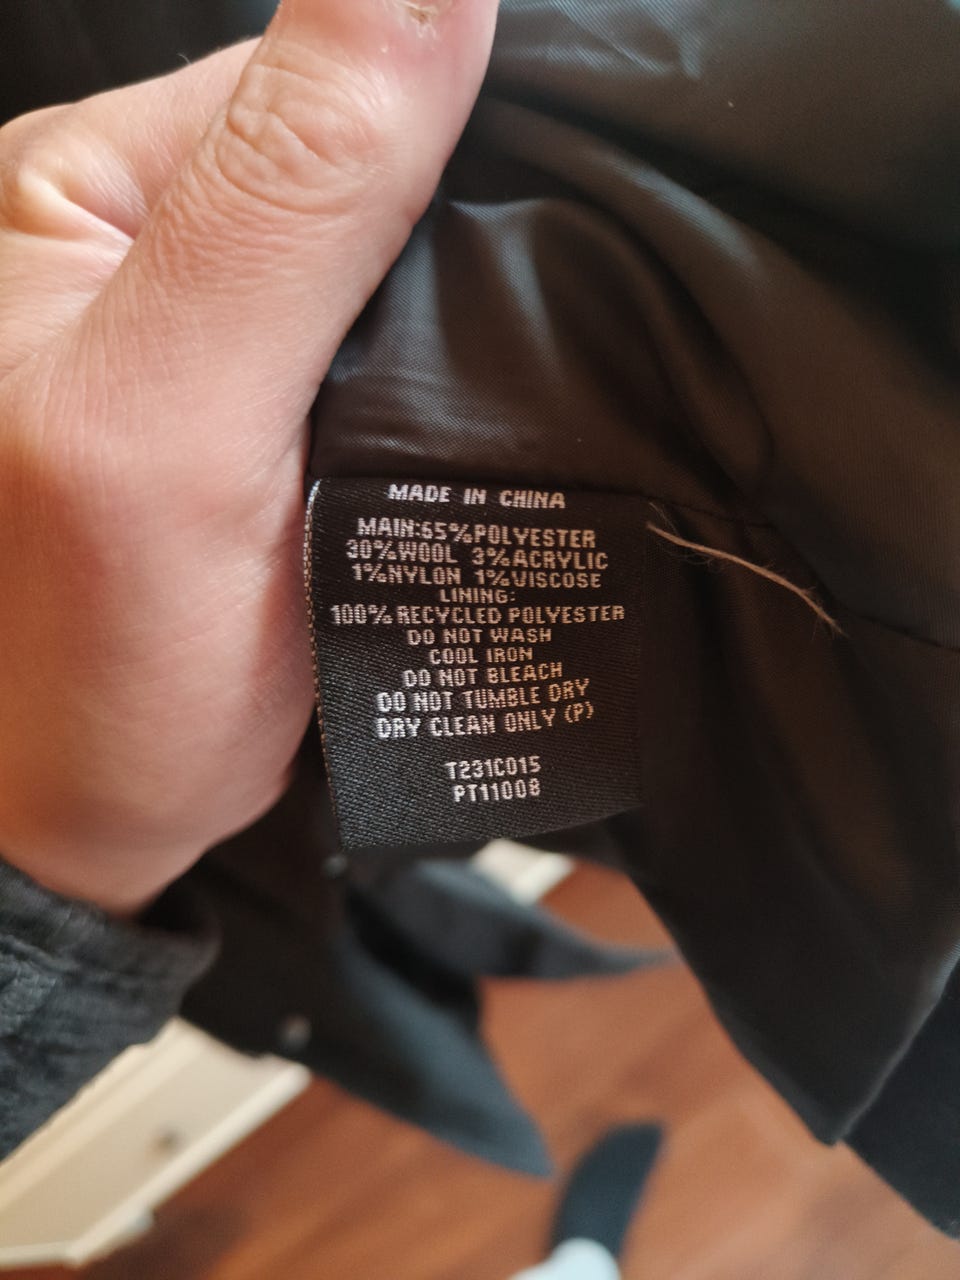 MADE IN CHINA
MAIN:65%POLYESTER
30%WOOL 3%ACRYLIC
1%NYLON 1%VISCOSE
LINING:
100%RECYCLED POLYESTER
DO NOT WASH
COOL IRON
DO NOT BLEACH
DO NOT TUMBLE DRY
DRY CLEAN ONLY (P)
T231C015
PT11008